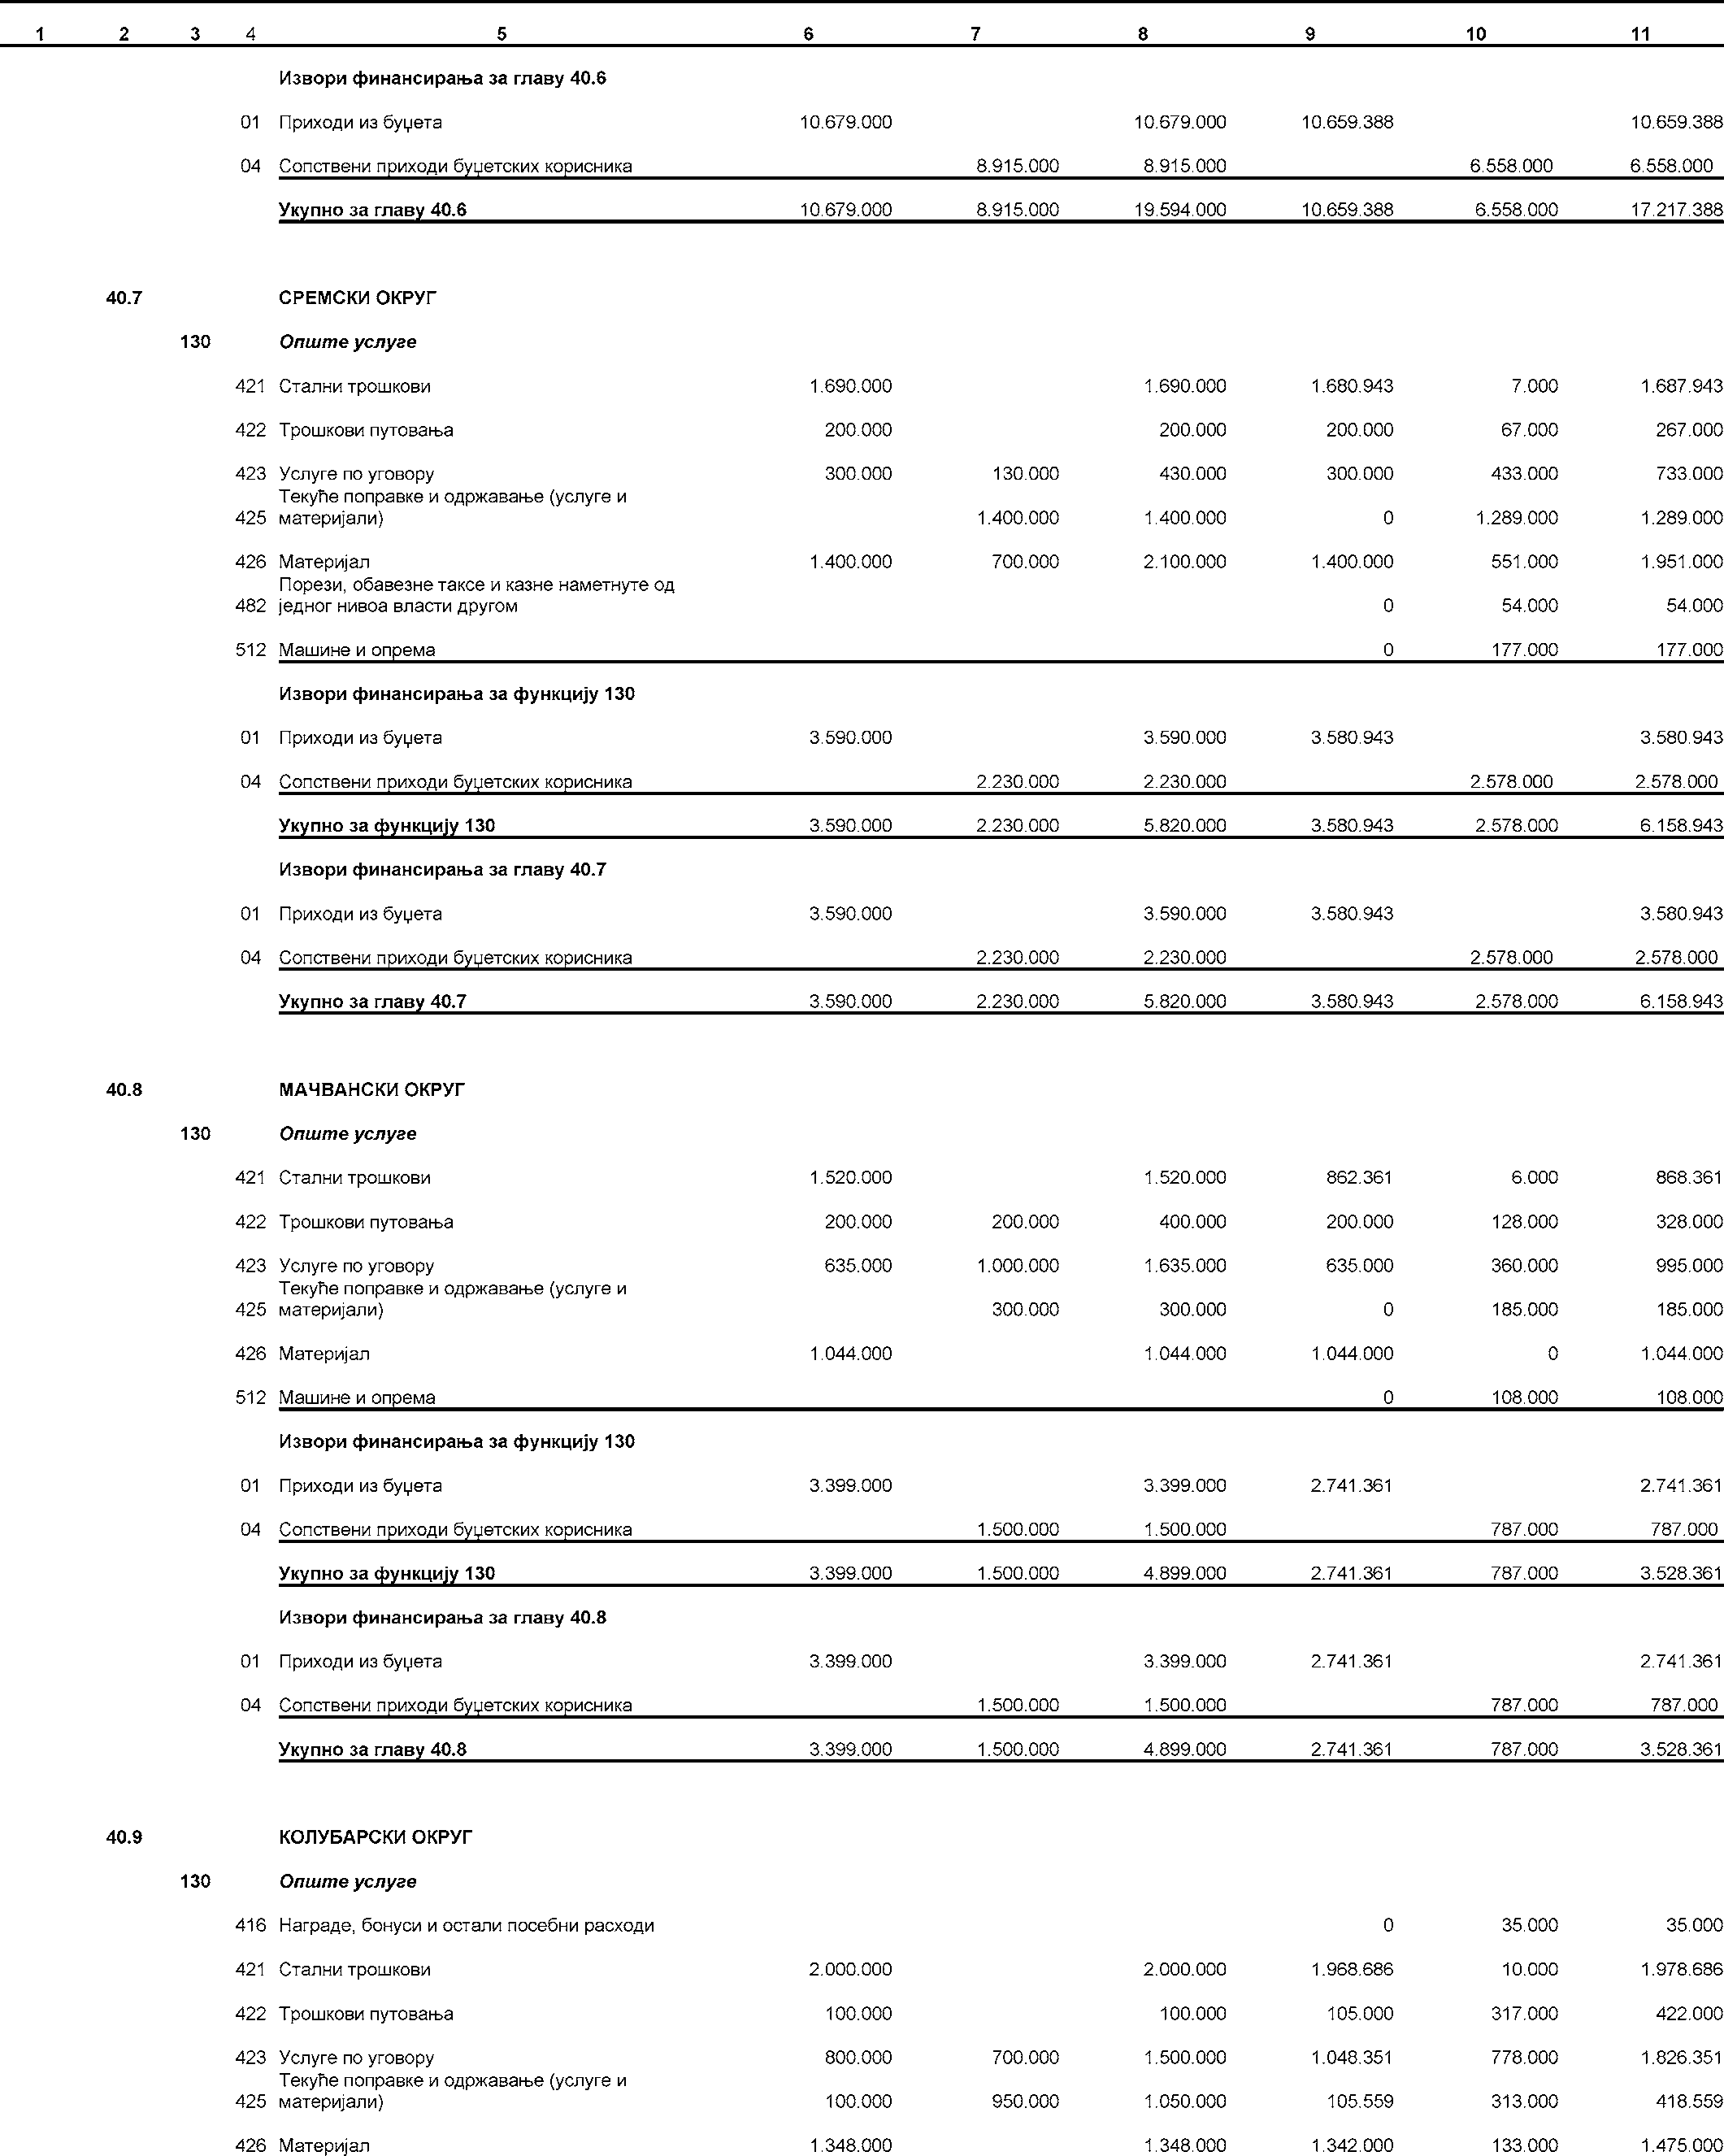 1 2 3 4 5 6 7 8 9 10 11
Извори финансирања за главу 40.6
01 Приходи из буџета 10.679.000 10.679.000 10.659.388 10.659.388
04 Сопствени приходи буџетских корисника 8.915.000 8.915.000 6.558.000 6.558.000
Укупно за главу 40.6 10.679.000 8.915.000 19.594.000 10.659.388 6.558.000 17.217.388
40.7 СРЕМСКИ ОКРУГ
130 Опште услуге
421 Стални трошкови 1.690.000 1.690.000 1.680.943 7.000 1.687.943
422 Трошкови путовања 200.000 200.000 200.000 67.000 267.000
423 Услуге по уговору 300.000 130.000 430.000 300.000 433.000 733.000
Текуће поправке и одржавање (услуге и
425 материјали) 1.400.000 1.400.000 0 1.289.000 1.289.000
426 Материјал 1.400.000 700.000 2.100.000 1.400.000 551.000 1.951.000
Порези, обавезне таксе и казне наметнуте од
482 једног нивоа власти другом 0 54.000 54.000
512 Машине и опрема 0 177.000 177.000
Извори финансирања за функцију 130
01 Приходи из буџета 3.590.000 3.590.000 3.580.943 3.580.943
04 Сопствени приходи буџетских корисника 2.230.000 2.230.000 2.578.000 2.578.000
Укупно за функцију 130 3.590.000 2.230.000 5.820.000 3.580.943 2.578.000 6.158.943
Извори финансирања за главу 40.7
01 Приходи из буџета 3.590.000 3.590.000 3.580.943 3.580.943
04 Сопствени приходи буџетских корисника 2.230.000 2.230.000 2.578.000 2.578.000
Укупно за главу 40.7 3.590.000 2.230.000 5.820.000 3.580.943 2.578.000 6.158.943
40.8 МАЧВАНСКИ ОКРУГ
130 Опште услуге
421 Стални трошкови 1.520.000 1.520.000 862.361 6.000 868.361
422 Трошкови путовања 200.000 200.000 400.000 200.000 128.000 328.000
423 Услуге по уговору 635.000 1.000.000 1.635.000 635.000 360.000 995.000
Текуће поправке и одржавање (услуге и
425 материјали) 300.000 300.000 0 185.000 185.000
426 Материјал 1.044.000 1.044.000 1.044.000 0 1.044.000
512 Машине и опрема 0 108.000 108.000
Извори финансирања за функцију 130
01 Приходи из буџета 3.399.000 3.399.000 2.741.361 2.741.361
04 Сопствени приходи буџетских корисника 1.500.000 1.500.000 787.000 787.000
Укупно за функцију 130 3.399.000 1.500.000 4.899.000 2.741.361 787.000 3.528.361
Извори финансирања за главу 40.8
01 Приходи из буџета 3.399.000 3.399.000 2.741.361 2.741.361
04 Сопствени приходи буџетских корисника 1.500.000 1.500.000 787.000 787.000
Укупно за главу 40.8 3.399.000 1.500.000 4.899.000 2.741.361 787.000 3.528.361
40.9 КОЛУБАРСКИ ОКРУГ
130 Опште услуге
416 Награде, бонуси и остали посебни расходи 0 35.000 35.000
421 Стални трошкови 2.000.000 2.000.000 1.968.686 10.000 1.978.686
422 Трошкови путовања 100.000 100.000 105.000 317.000 422.000
423 Услуге по уговору 800.000 700.000 1.500.000 1.048.351 778.000 1.826.351
Текуће поправке и одржавање (услуге и
425 материјали) 100.000 950.000 1.050.000 105.559 313.000 418.559
426 Материјал 1.348.000 1.348.000 1.342.000 133.000 1.475.000